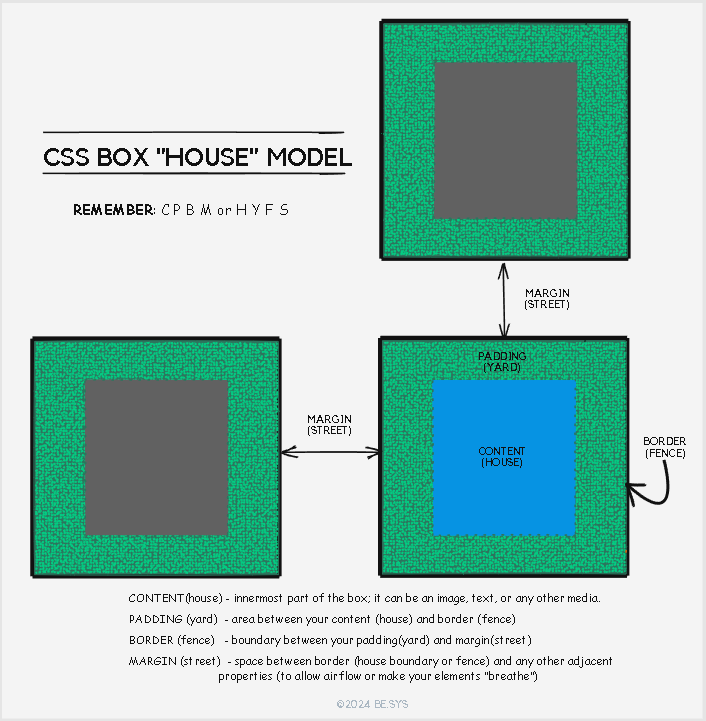 CSS BOX "HOUSE" MODEL
REMEMBER: C P B M or H Y F S
MARGIN
(STREET)
PADDING
(YARD)
MARGIN
(STREET)
CONTENT
(HOUSE)
BORDER
(FENCE)
CONTENT(house) - innermost part of the box; it can be an image, text, or any other media.
PADDING (yard) - area between your content (house) and border (fence)
BORDER (fence) - boundary between your padding(yard) and margin(street)
MARGIN (street) - space between border (house boundary or fence) and any other adjacent
properties (to allow airflow or make your elements "breathe")
©2024 BE.SYS